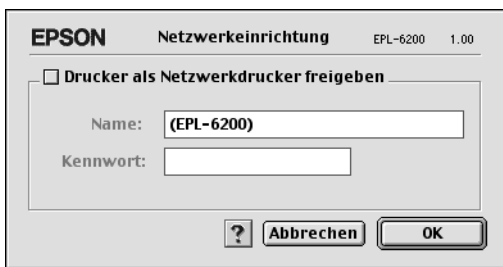 EPSON Netzwerkeinrichtung EPL-6200 1.00
Drucker als Netzwerkdrucker freigeben
Name: (EPL-6200)
Kennwort:
? Abbrechen OK